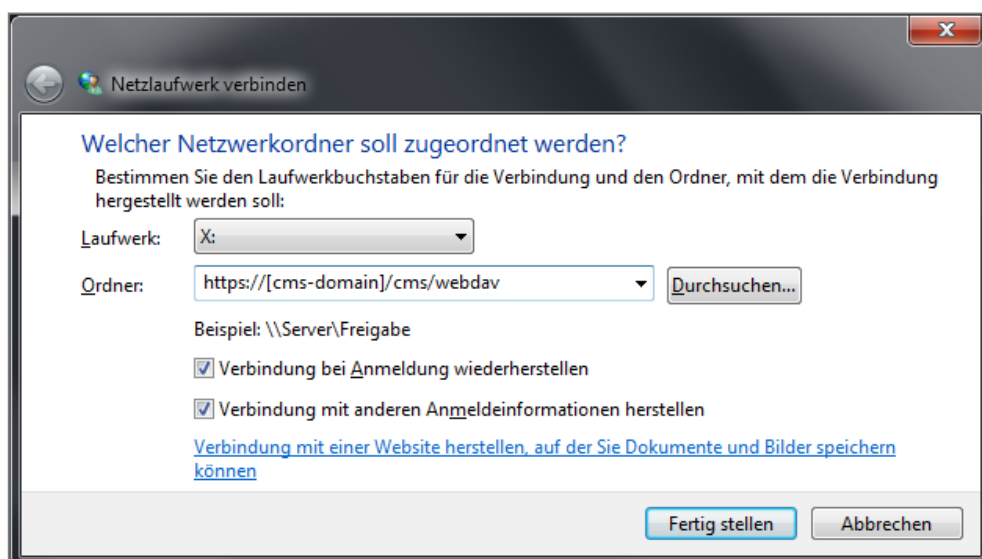 Netzlaufwerk verbinden
Welcher Netzwerkordner soll zugeordnet werden?
Bestimmen Sie den Laufwerkbuchstaben für die Verbindung und den Ordner, mit dem die Verbindung
hergestellt werden soll:
Laufwerk: X:
Ordner: https://[cms-domain]/cms/webdav Durchsuchen...
Beispiel: \\Server\Freigabe
Verbindung bei Anmeldung wiederherstellen
Verbindung mit anderen Anmeldeinformationen herstellen
Verbindung mit einer Website herstellen, auf der Sie Dokumente und Bilder speichern
können
Fertig stellen Abbrechen